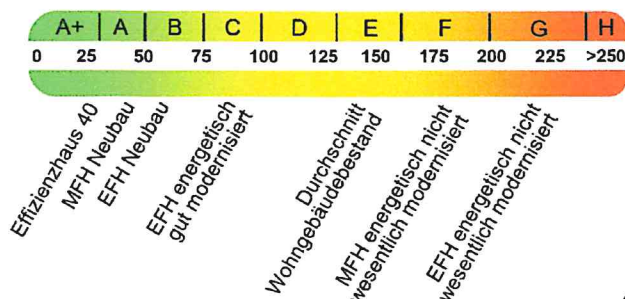 A+ A B C D E F G H
0 25 50 75 100 125 150 175 200 225 >250
Effizienzhaus 40
MFH Neubau
EFH Neubau
EFH energetisch
gut modernisiert
Durchschnitt
Wohngebäudebestand
MFH energetisch nicht
wesentlich modernisiert
EFH energetisch nicht
wesentlich modernisiert